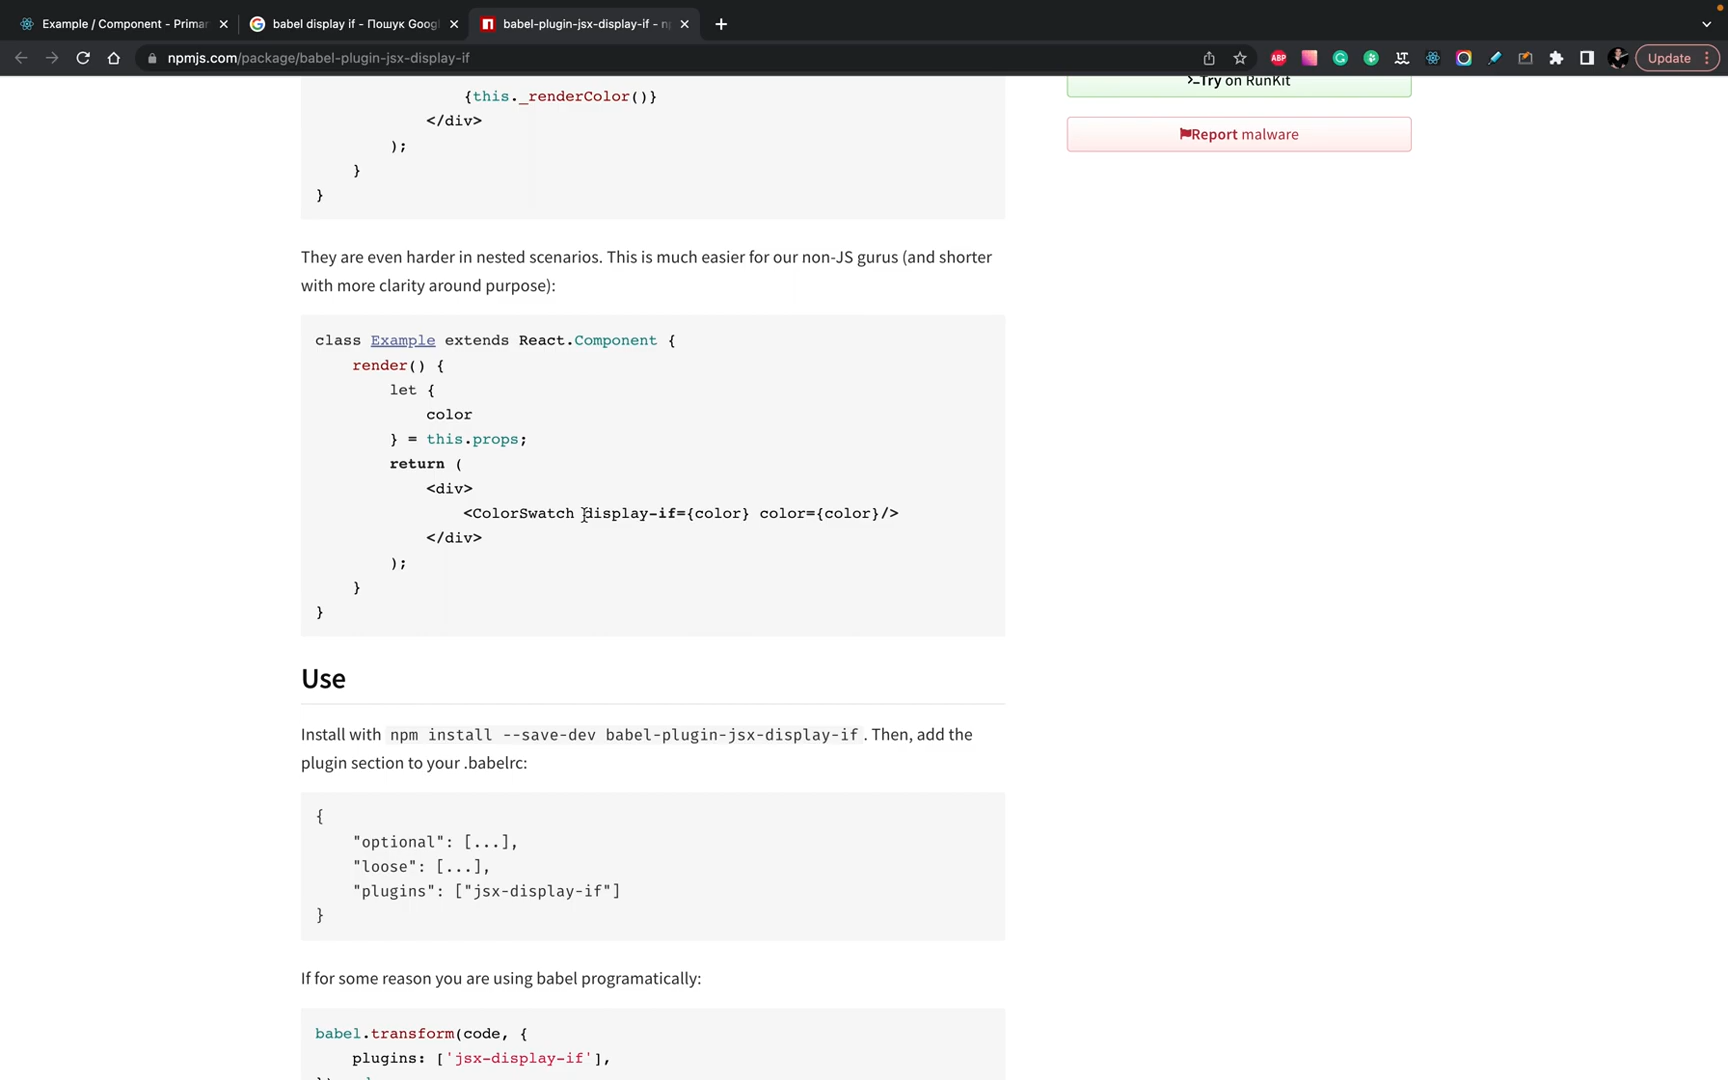 Example / Component - Primar
babel display if - Пошук Goog
babel-plugin-jsx-display-if - n
npmjs.com/package/babel-plugin-jsx-display-if
ABP
Update
{this._renderColor()}
</div>
);
}
}
>_Try on RunKit
Report malware
They are even harder in nested scenarios. This is much easier for our non-JS gurus (and shorter
with more clarity around purpose):
class Example extends React.Component {
render() {
let {
color
} = this.props;
return (
<div>
<ColorSwatch display-if={color} color={color}/>
</div>
);
}
}
Use
Install with npm install --save-dev babel-plugin-jsx-display-if. Then, add the
plugin section to your .babelrc:
{
"optional": [...],
"loose": [...],
"plugins": ["jsx-display-if"]
}
If for some reason you are using babel programatically:
babel.transform(code, {
plugins: ['jsx-display-if'],